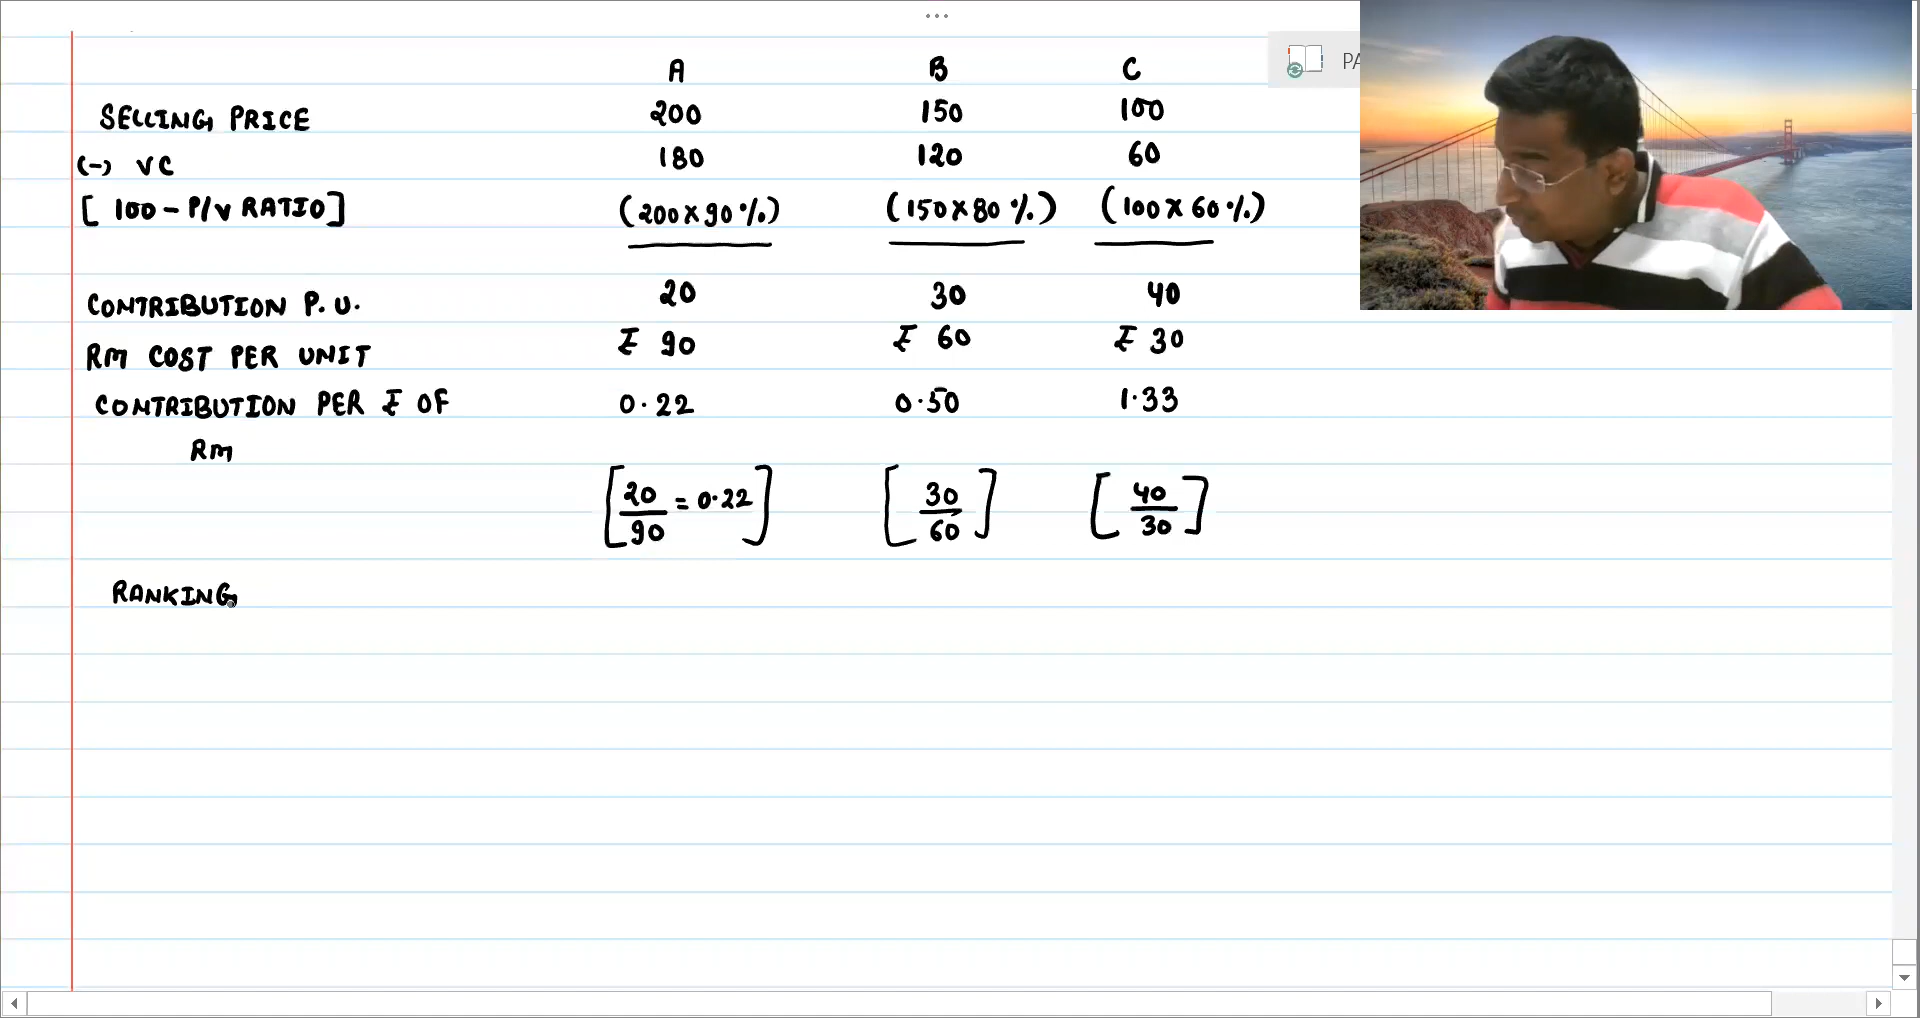 PA
A B C
SELLING PRICE 200 150 100
(-) VC 180 120 60
[ 100 - P/V RATIO ] (200 X 90 %) (150 X 80 %) (100 X 60 %)
CONTRIBUTION P. U. 20 30 40
RM COST PER UNIT ₹ 90 ₹ 60 ₹ 30
CONTRIBUTION PER ₹ OF 0.22 0.50 1.33
RM
[20/90 = 0.22] [30/60] [40/30]
RANKING